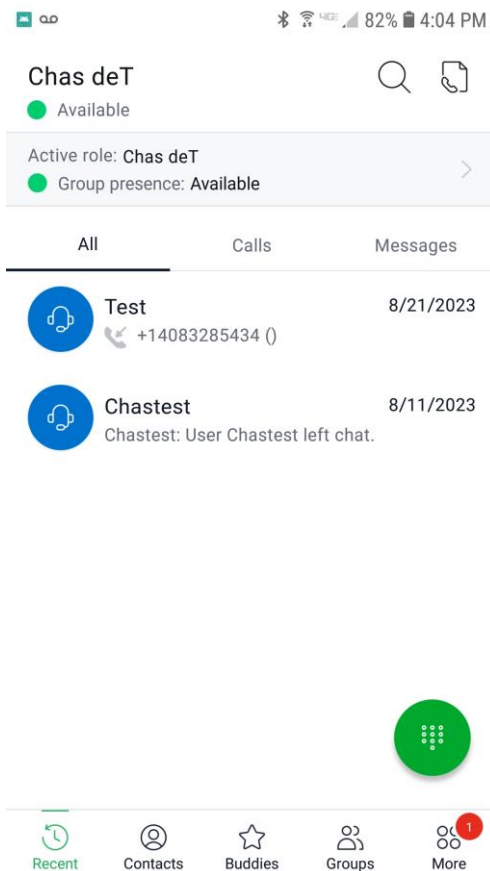 4GE 82% 4:04 PM
Chas deT
Available
Active role: Chas deT
Group presence: Available
All Calls Messages
Test 8/21/2023
+14083285434 ()
Chastest 8/11/2023
Chastest: User Chastest left chat.
1
Recent Contacts Buddies Groups More